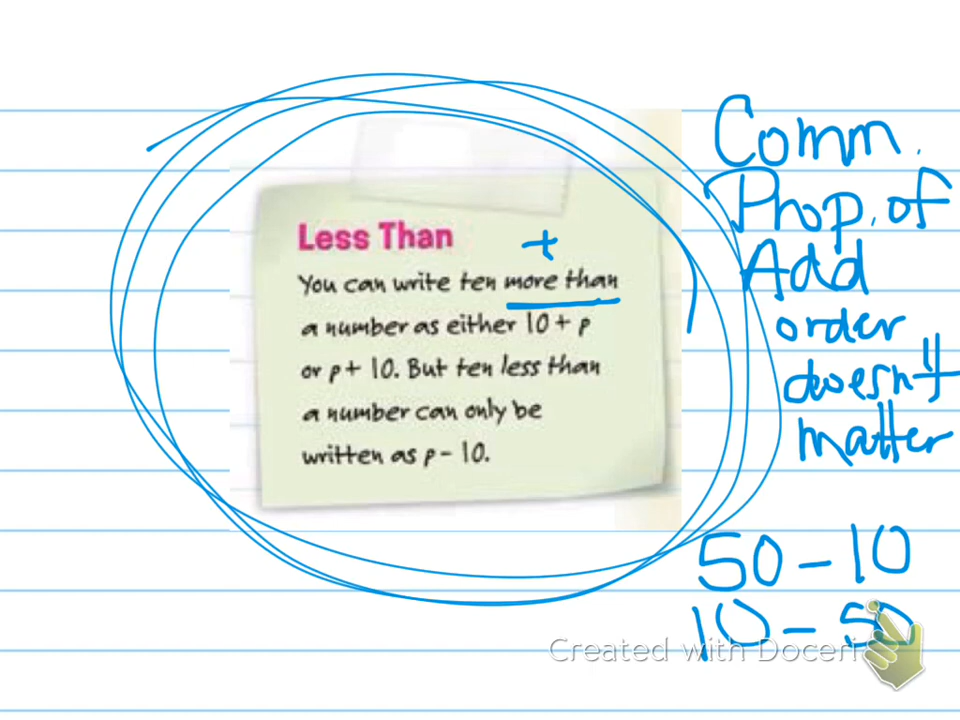 Less Than
+
You can write ten more than
a number as either 10 + p
or p + 10. But ten less than
a number can only be
written as p - 10.
Comm.
Prop. of
Add
order
doesn't
matter
50 - 10
10 - 50
Created with Doceri